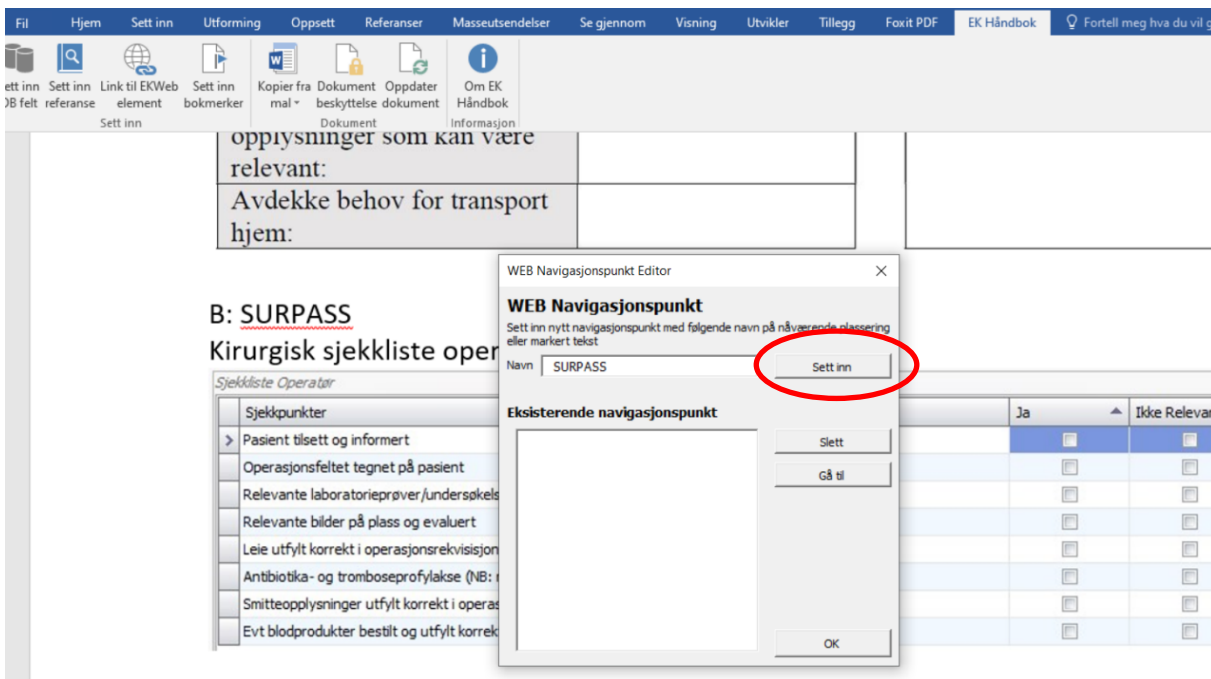 Fil Hjem Sett inn Utforming Oppsett Referanser Masseutsendelser Se gjennom Visning Utvikler Tillegg Foxit PDF EK Håndbok Fortell meg hva du vil g
ett inn Sett inn Link til EKWeb Sett inn Kopier fra Dokument Oppdater Om EK
DB felt referanse element bokmerker mal beskyttelse dokument Håndbok
Sett inn Dokument Informasjon
opplysninger som kan være
relevant:
Avdekke behov for transport
hjem:
B: SURPASS
Kirurgisk sjekkliste oper
Sjekkliste Operatør
Sjekkpunkter Ja Ikke Releva
Pasient tilsett og informert
Operasjonsfeltet tegnet på pasient
Relevante laboratorieprøver/undersøkels
Relevante bilder på plass og evaluert
Leie utfylt korrekt i operasjonsrekvisisjon
Antibiotika- og tromboseprofylakse (NB:
Smitteopplysninger utfylt korrekt i operas
Evt blodprodukter bestilt og utfylt korrek
WEB Navigasjonspunkt Editor
WEB Navigasjonspunkt
Sett inn nytt navigasjonspunkt med følgende navn på nåværende plassering
eller markert tekst
Navn SURPASS Sett inn
Eksisterende navigasjonspunkt
Slett
Gå til
OK